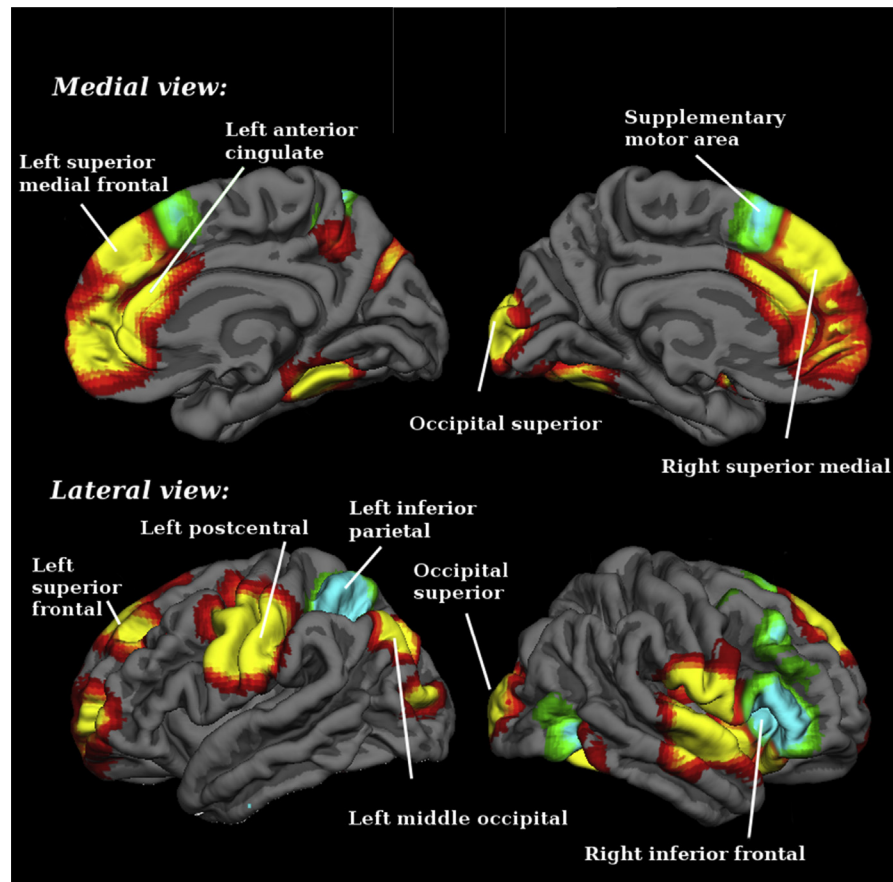 Medial view:
Left anterior
cingulate
Supplementary
motor area
Left superior
medial frontal
Occipital superior
Right superior medial
Lateral view:
Left postcentral
Left inferior
parietal
Left
superior
frontal
Occipital
superior
Left middle occipital
Right inferior frontal